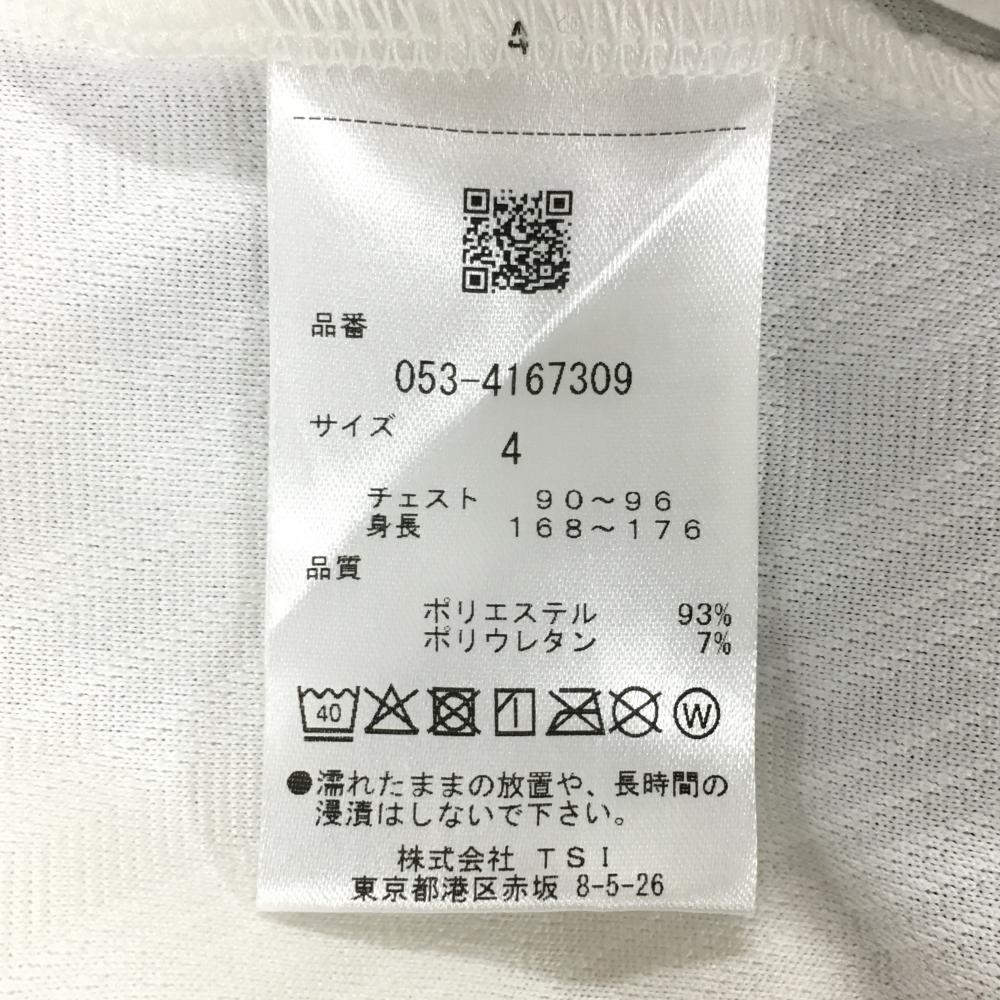 4
品番
053-4167309
サイズ
4
チェスト 90～96
身長 168～176
品質
ポリエステル 93%
ポリウレタン 7%
40 W
●濡れたままの放置や、長時間の
浸漬はしないで下さい。
株式会社 TSI
東京都港区赤坂 8-5-26